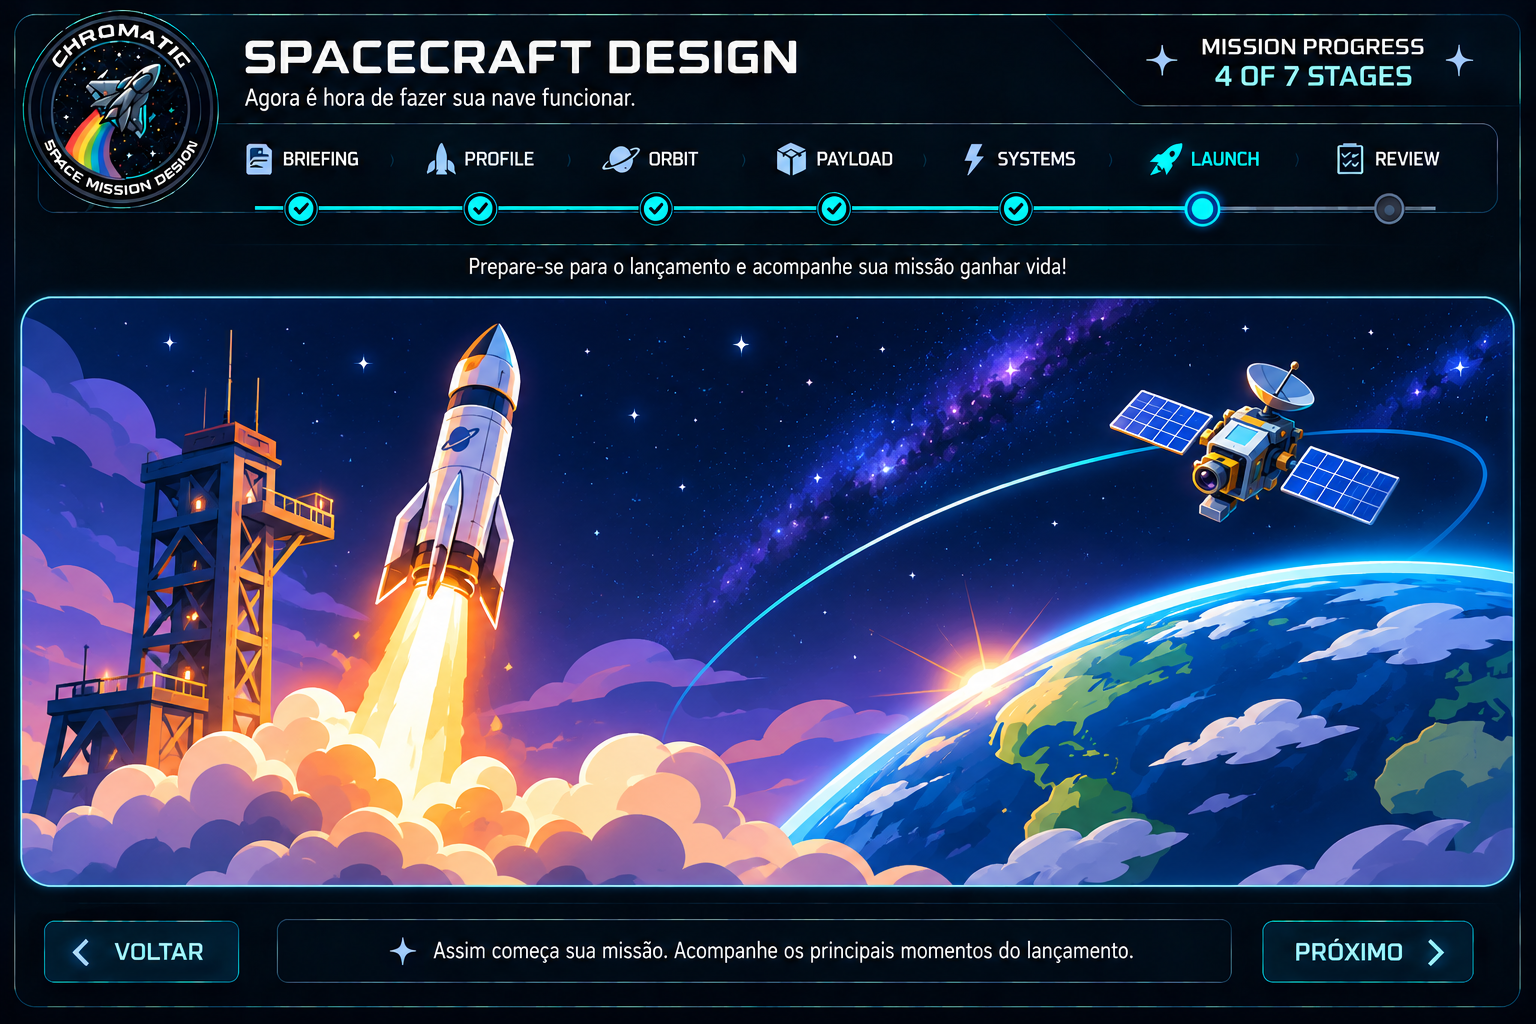 CHROMATIC
SPACE MISSION DESIGN
SPACECRAFT DESIGN
Agora é hora de fazer sua nave funcionar.
MISSION PROGRESS
4 OF 7 STAGES
BRIEFING
PROFILE
ORBIT
PAYLOAD
SYSTEMS
LAUNCH
REVIEW
Prepare-se para o lançamento e acompanhe sua missão ganhar vida!
VOLTAR
Assim começa sua missão. Acompanhe os principais momentos do lançamento.
PRÓXIMO